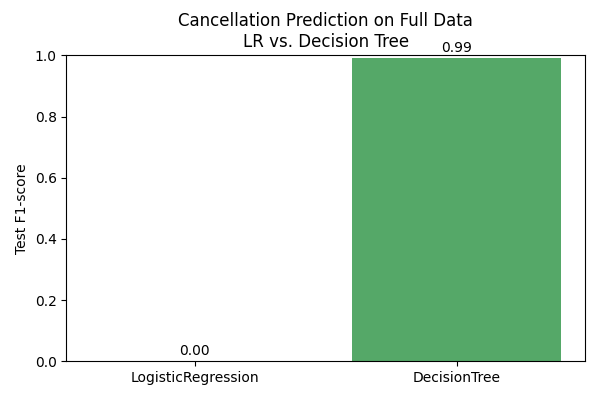 Cancellation Prediction on Full Data
LR vs. Decision Tree
0.99
1.0
0.8
0.6
0.4
0.2
0.0
Test F1-score
0.00
LogisticRegression
DecisionTree